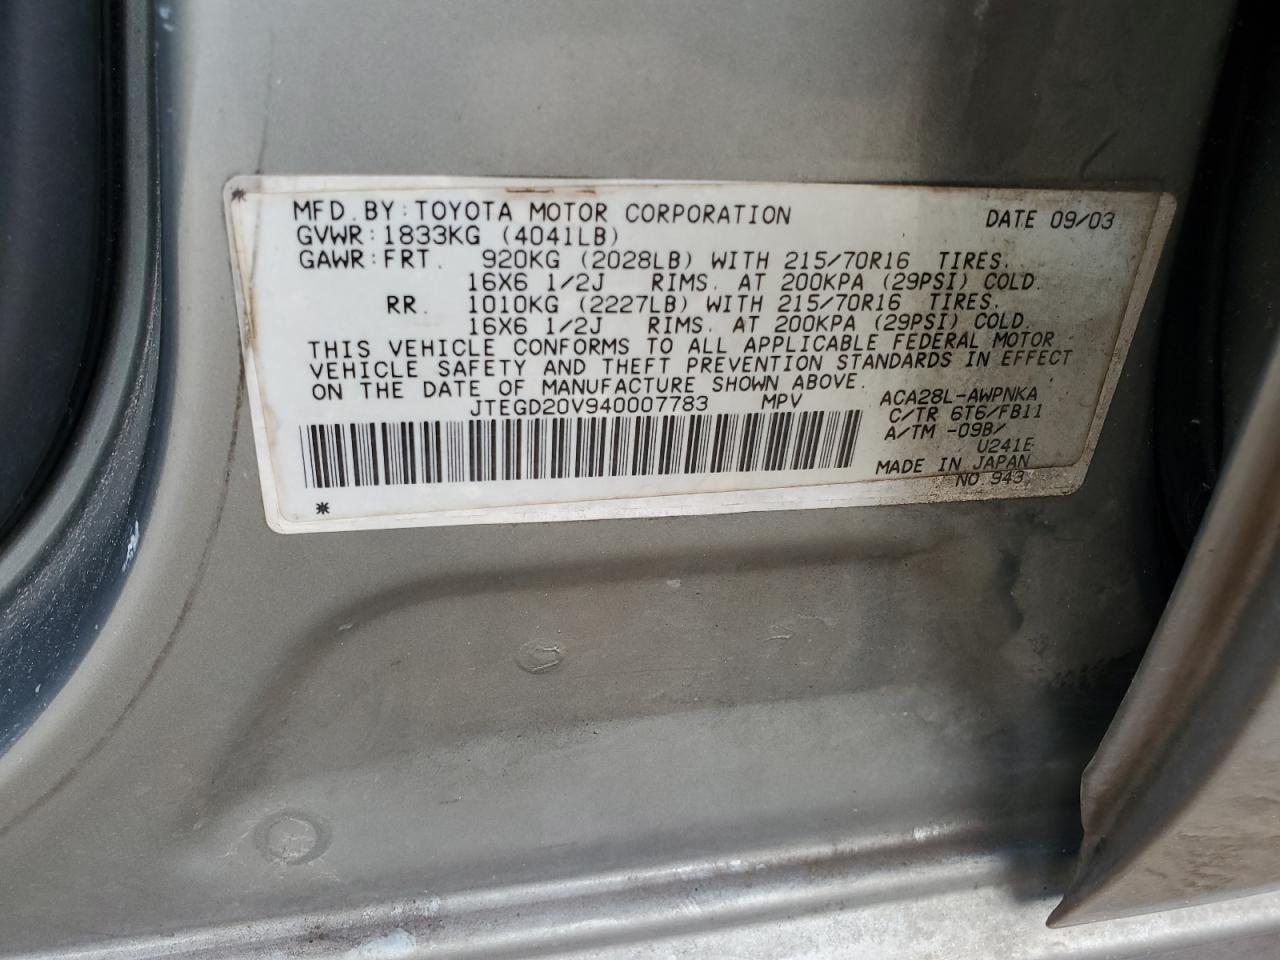 MFD. BY: TOYOTA MOTOR CORPORATION DATE 09/03
GVWR: 1833KG (4041LB)
GAWR: FRT. 920KG (2028LB) WITH 215/70R16 TIRES.
16X6 1/2J RIMS. AT 200KPA (29PSI) COLD.
RR. 1010KG (2227LB) WITH 215/70R16 TIRES.
16X6 1/2J RIMS. AT 200KPA (29PSI) COLD.
THIS VEHICLE CONFORMS TO ALL APPLICABLE FEDERAL MOTOR
VEHICLE SAFETY AND THEFT PREVENTION STANDARDS IN EFFECT
ON THE DATE OF MANUFACTURE SHOWN ABOVE.
JTEGD20V940007783 MPV
ACA28L-AWPNKA
C/TR 6T6/FB11
A/TM -09B/
U241E
MADE IN JAPAN
NO.943